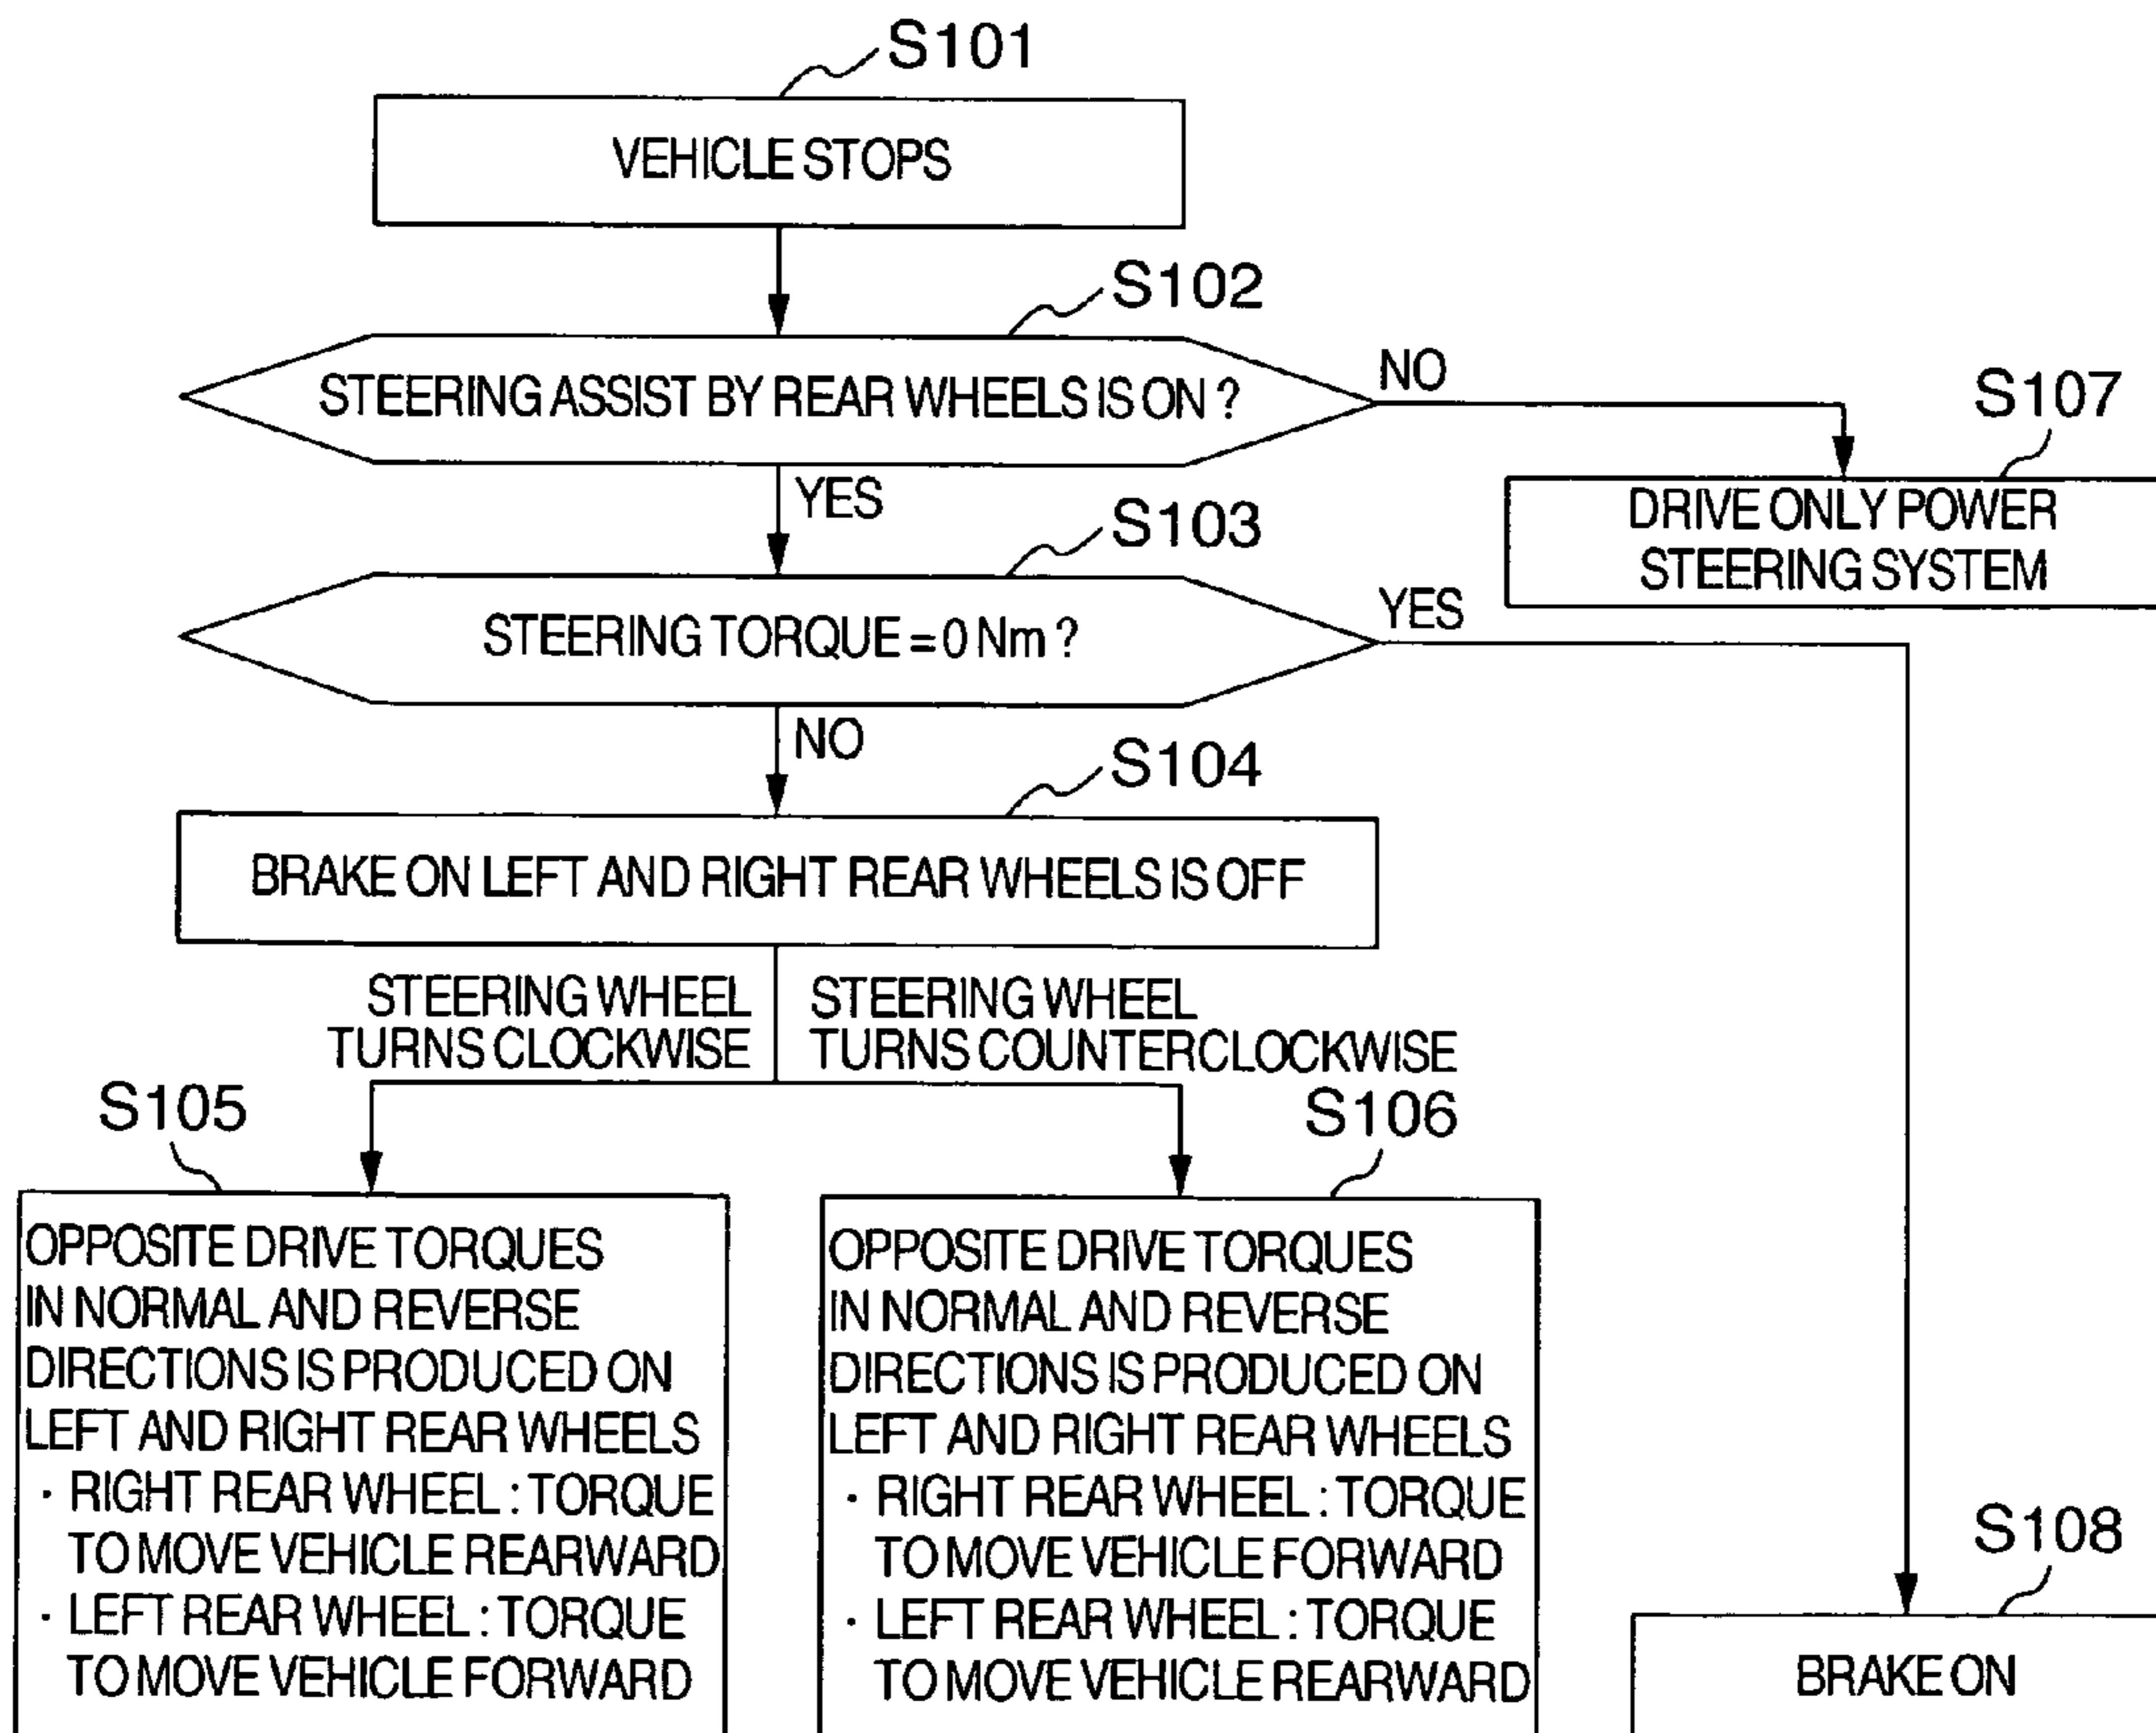 S101
VEHICLE STOPS
S102
STEERING ASSIST BY REAR WHEELS IS ON ?
NO
S107
DRIVE ONLY POWER
STEERING SYSTEM
YES
S103
STEERING TORQUE = 0 Nm ?
YES
NO
S104
BRAKE ON LEFT AND RIGHT REAR WHEELS IS OFF
STEERING WHEEL
TURNS CLOCKWISE
STEERING WHEEL
TURNS COUNTERCLOCKWISE
S105
OPPOSITE DRIVE TORQUES
IN NORMAL AND REVERSE
DIRECTIONS IS PRODUCED ON
LEFT AND RIGHT REAR WHEELS
· RIGHT REAR WHEEL : TORQUE
TO MOVE VEHICLE REARWARD
· LEFT REAR WHEEL : TORQUE
TO MOVE VEHICLE FORWARD
S106
OPPOSITE DRIVE TORQUES
IN NORMAL AND REVERSE
DIRECTIONS IS PRODUCED ON
LEFT AND RIGHT REAR WHEELS
· RIGHT REAR WHEEL : TORQUE
TO MOVE VEHICLE FORWARD
· LEFT REAR WHEEL : TORQUE
TO MOVE VEHICLE REARWARD
S108
BRAKE ON